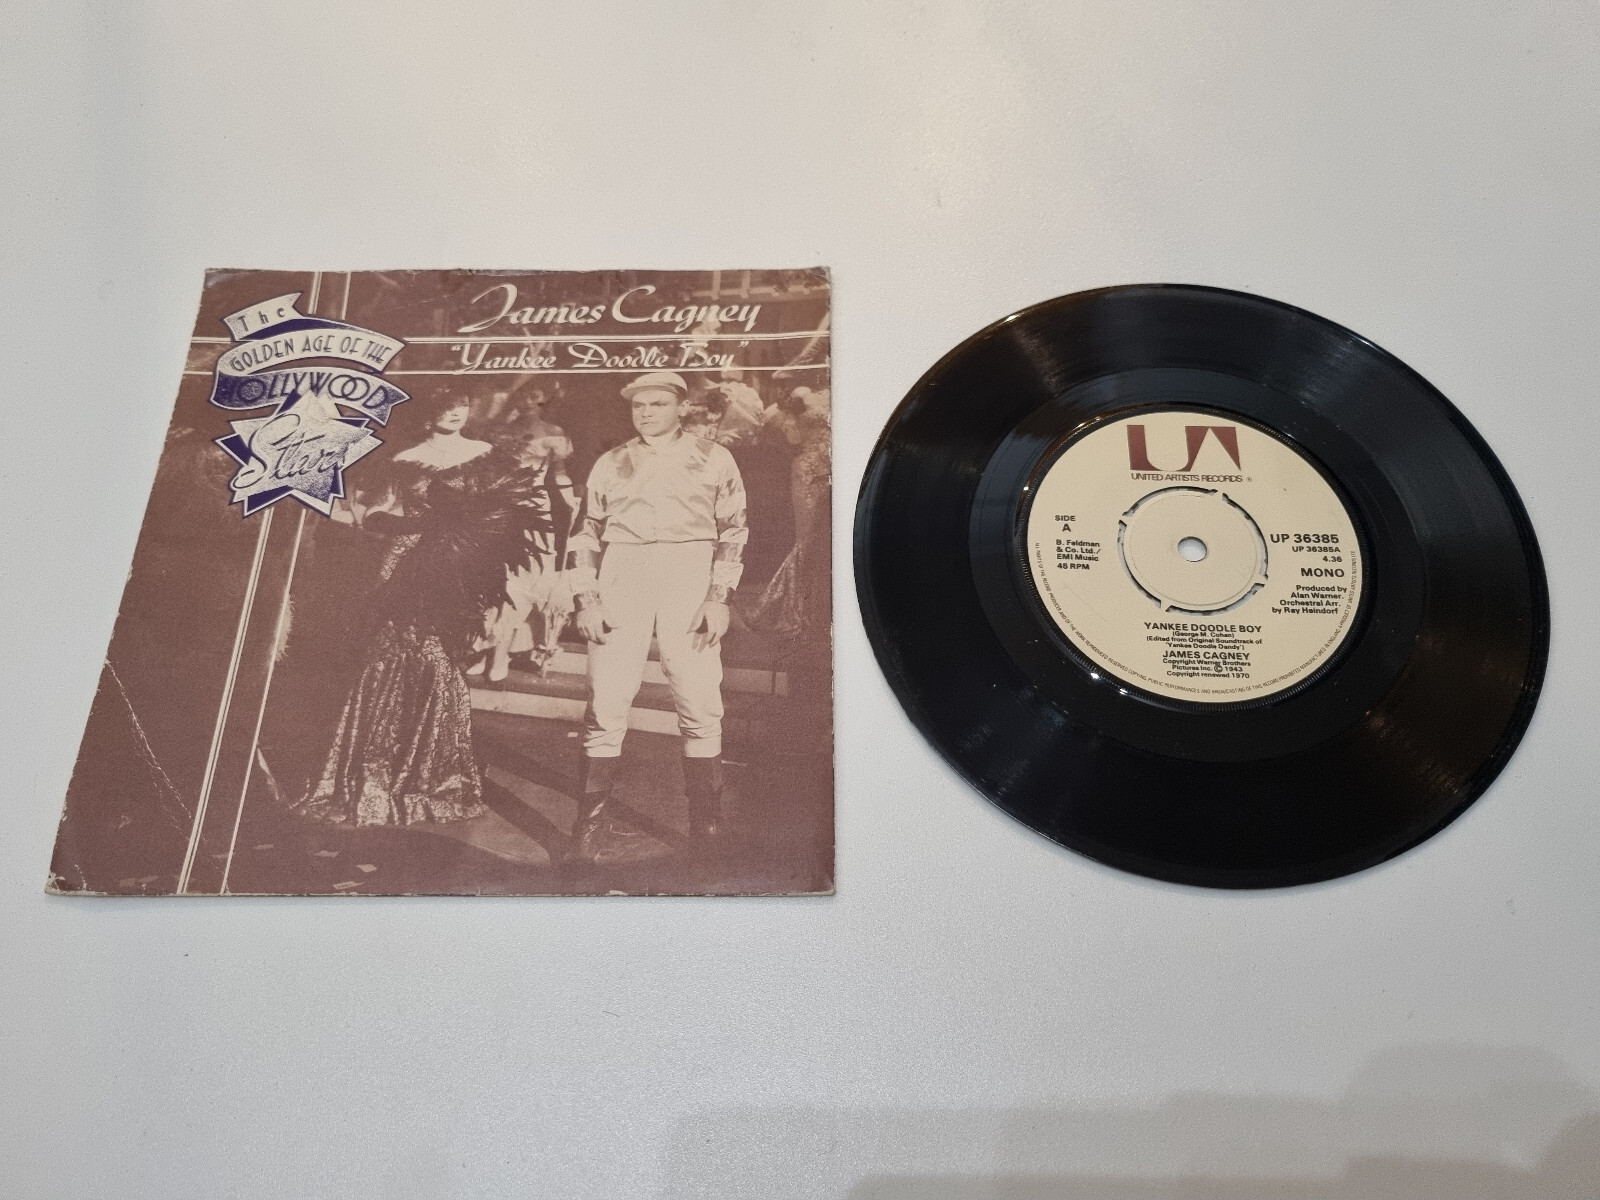 The
GOLDEN AGE OF THE
HOLLYWOOD
Stars
James Cagney
"Yankee Doodle Boy"
UA
UNITED ARTISTS RECORDS ®
SIDE
A
B. Feldman
& Co. Ltd./
EMI Music
45 RPM
UP 36385
UP 36385A
4.36
MONO
Produced by
Alan Warner.
Orchestral Arr.
by Ray Heindorf
YANKEE DOODLE BOY
(George M. Cohan)
(Edited from Original Soundtrack of
'Yankee Doodle Dandy')
JAMES CAGNEY
Copyright Warner Brothers
Pictures Inc. © 1943
Copyright renewed 1970